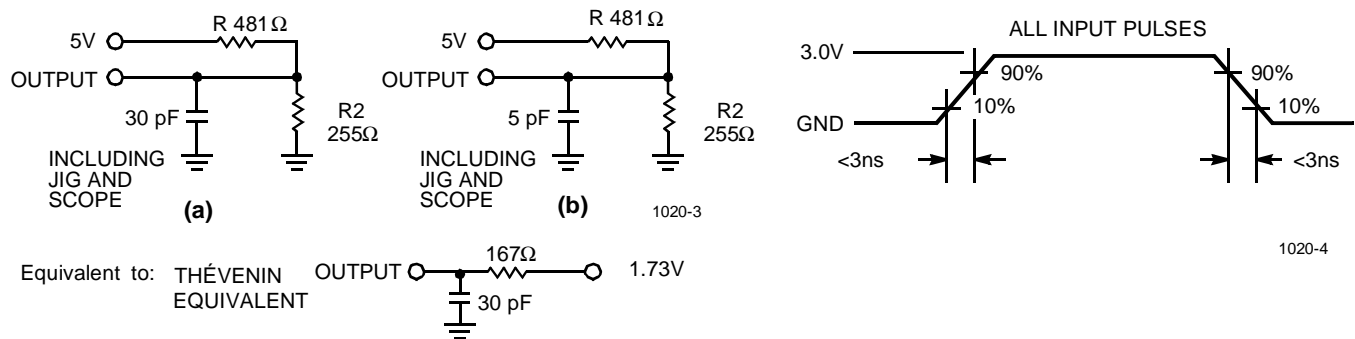 R 481Ω
5V
OUTPUT
30 pF
R2
255Ω
INCLUDING
JIG AND
SCOPE
(a)
R 481Ω
5V
OUTPUT
5 pF
R2
255Ω
INCLUDING
JIG AND
SCOPE
(b)
1020-3
ALL INPUT PULSES
3.0V
90%
10%
GND
<3ns
90%
10%
<3ns
1020-4
Equivalent to: THÉVENIN
EQUIVALENT
OUTPUT
167Ω
1.73V
30 pF